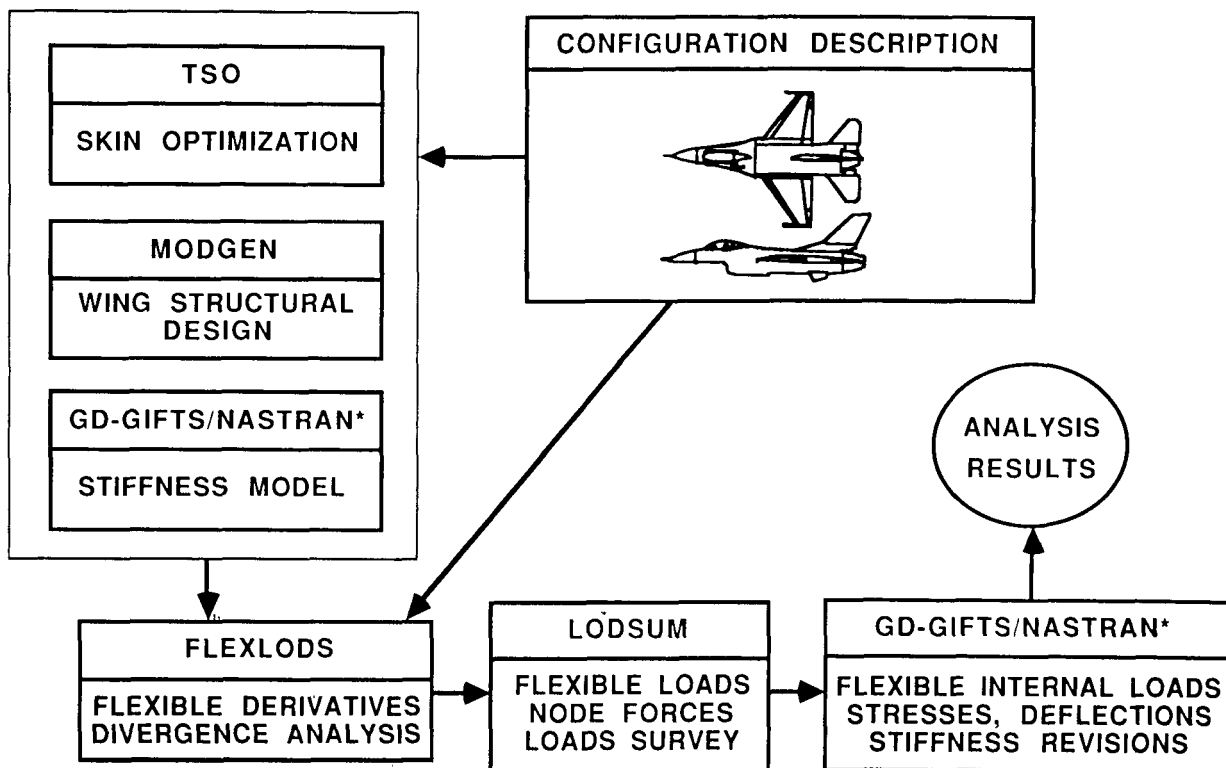 TSO
SKIN OPTIMIZATION
MODGEN
WING STRUCTURAL
DESIGN
GD-GIFTS/NASTRAN*
STIFFNESS MODEL
CONFIGURATION DESCRIPTION
FLEXLODS
FLEXIBLE DERIVATIVES
DIVERGENCE ANALYSIS
LODSUM
FLEXIBLE LOADS
NODE FORCES
LOADS SURVEY
GD-GIFTS/NASTRAN*
FLEXIBLE INTERNAL LOADS
STRESSES, DEFLECTIONS
STIFFNESS REVISIONS
ANALYSIS
RESULTS